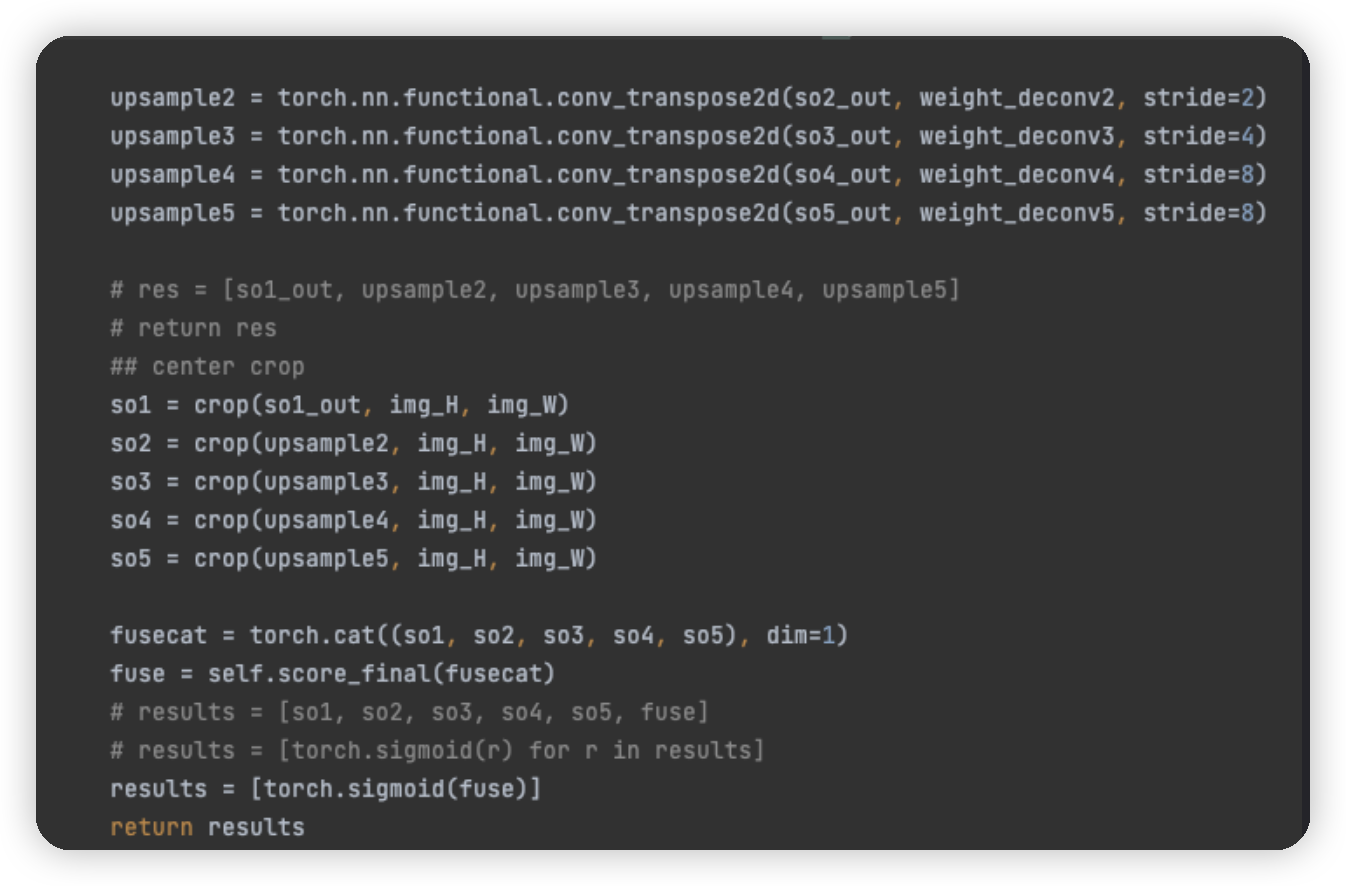 upsample2 = torch.nn.functional.conv_transpose2d(so2_out, weight_deconv2, stride=2)
upsample3 = torch.nn.functional.conv_transpose2d(so3_out, weight_deconv3, stride=4)
upsample4 = torch.nn.functional.conv_transpose2d(so4_out, weight_deconv4, stride=8)
upsample5 = torch.nn.functional.conv_transpose2d(so5_out, weight_deconv5, stride=8)
# res = [so1_out, upsample2, upsample3, upsample4, upsample5]
# return res
## center crop
so1 = crop(so1_out, img_H, img_W)
so2 = crop(upsample2, img_H, img_W)
so3 = crop(upsample3, img_H, img_W)
so4 = crop(upsample4, img_H, img_W)
so5 = crop(upsample5, img_H, img_W)
fusecat = torch.cat((so1, so2, so3, so4, so5), dim=1)
fuse = self.score_final(fusecat)
# results = [so1, so2, so3, so4, so5, fuse]
# results = [torch.sigmoid(r) for r in results]
results = [torch.sigmoid(fuse)]
return results